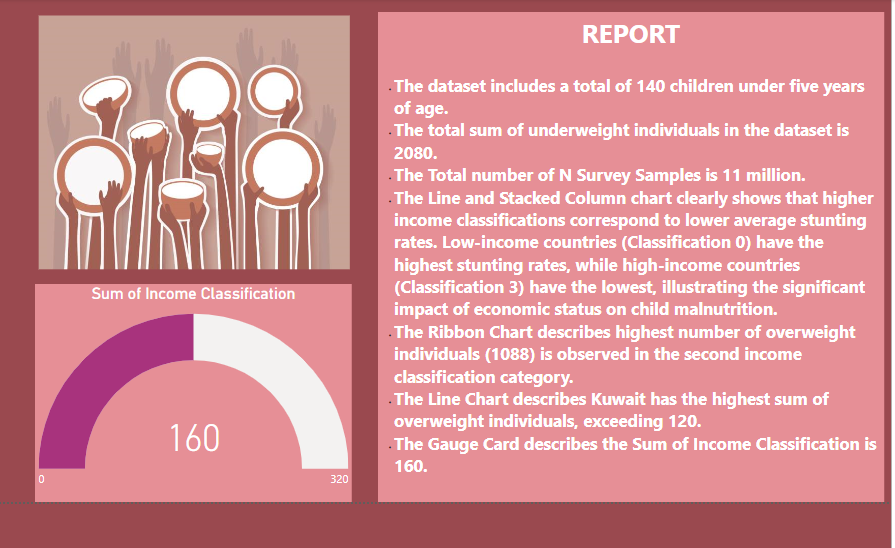 REPORT
.The dataset includes a total of 140 children under five years
of age.
.The total sum of underweight individuals in the dataset is
2080.
.The Total number of N Survey Samples is 11 million.
.The Line and Stacked Column chart clearly shows that higher
income classifications correspond to lower average stunting
rates. Low-income countries (Classification 0) have the
highest stunting rates, while high-income countries
(Classification 3) have the lowest, illustrating the significant
impact of economic status on child malnutrition.
.The Ribbon Chart describes highest number of overweight
individuals (1088) is observed in the second income
classification category.
.The Line Chart describes Kuwait has the highest sum of
overweight individuals, exceeding 120.
.The Gauge Card describes the Sum of Income Classification is
160.
Sum of Income Classification
160
0
320